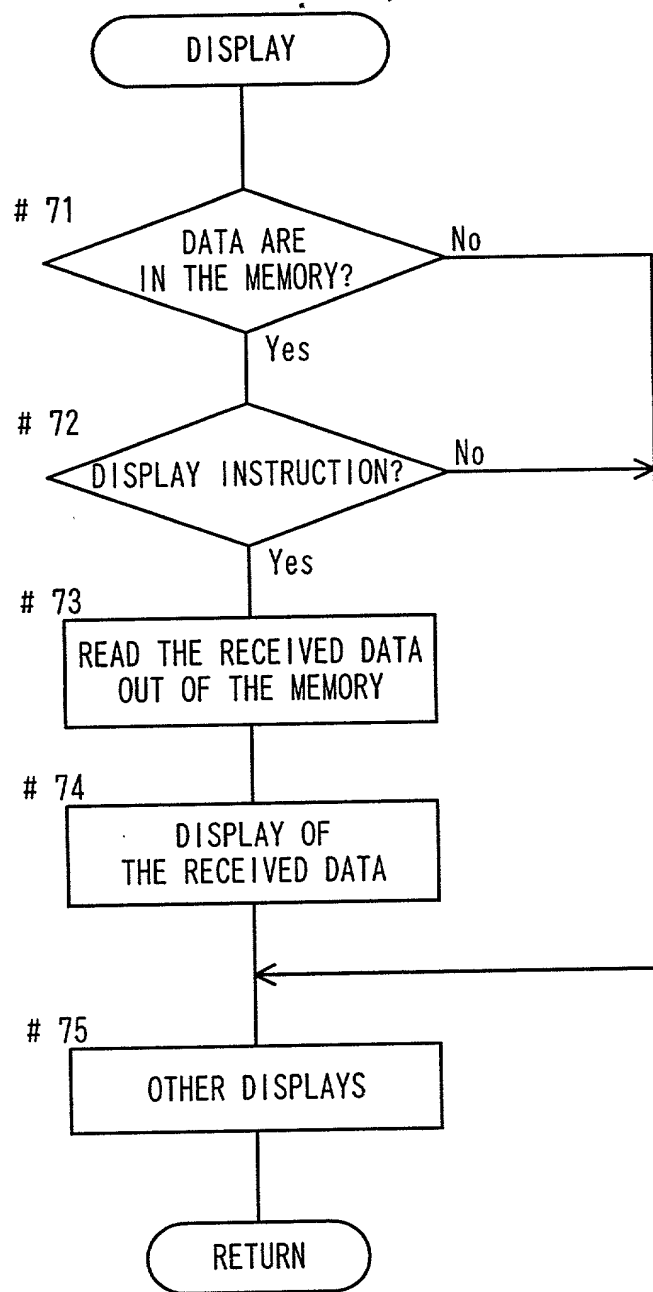 DISPLAY
# 71
DATA ARE
IN THE MEMORY?
No
Yes
# 72
DISPLAY INSTRUCTION?
No
Yes
# 73
READ THE RECEIVED DATA
OUT OF THE MEMORY
# 74
DISPLAY OF
THE RECEIVED DATA
# 75
OTHER DISPLAYS
RETURN